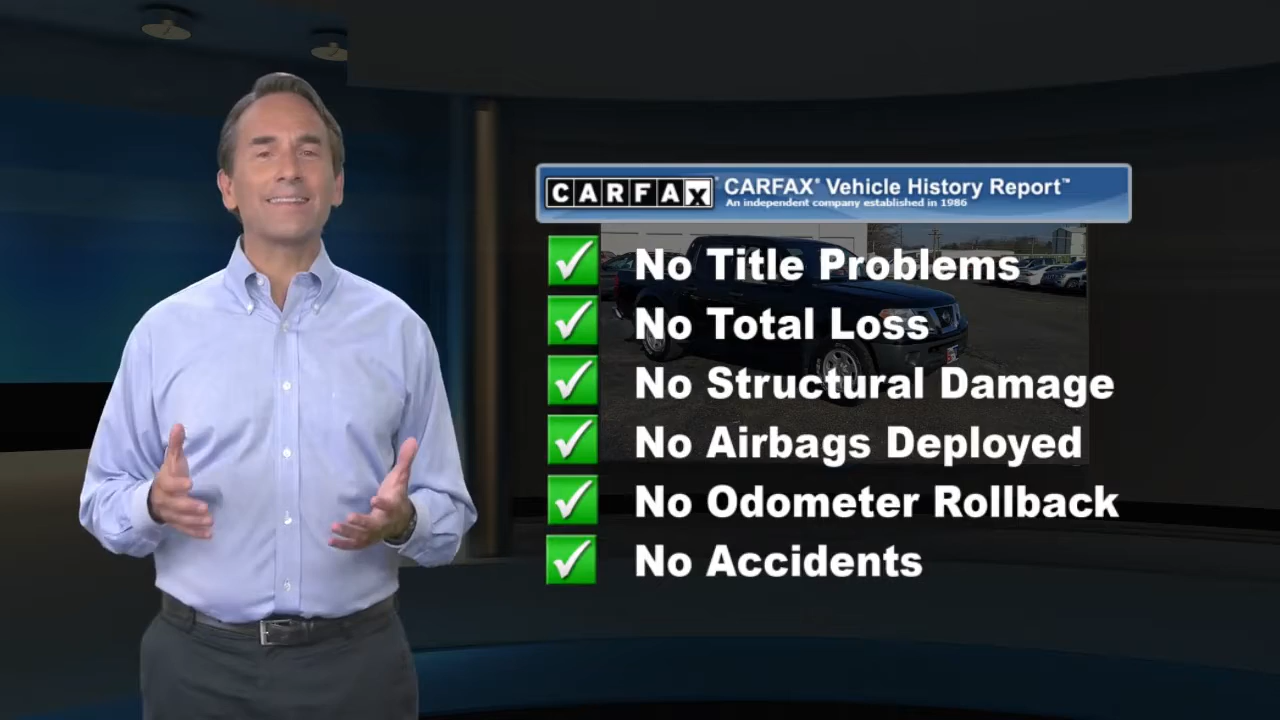 CARFAX® CARFAX® Vehicle History Report™
An independent company established in 1986
No Title Problems
No Total Loss
No Structural Damage
No Airbags Deployed
No Odometer Rollback
No Accidents